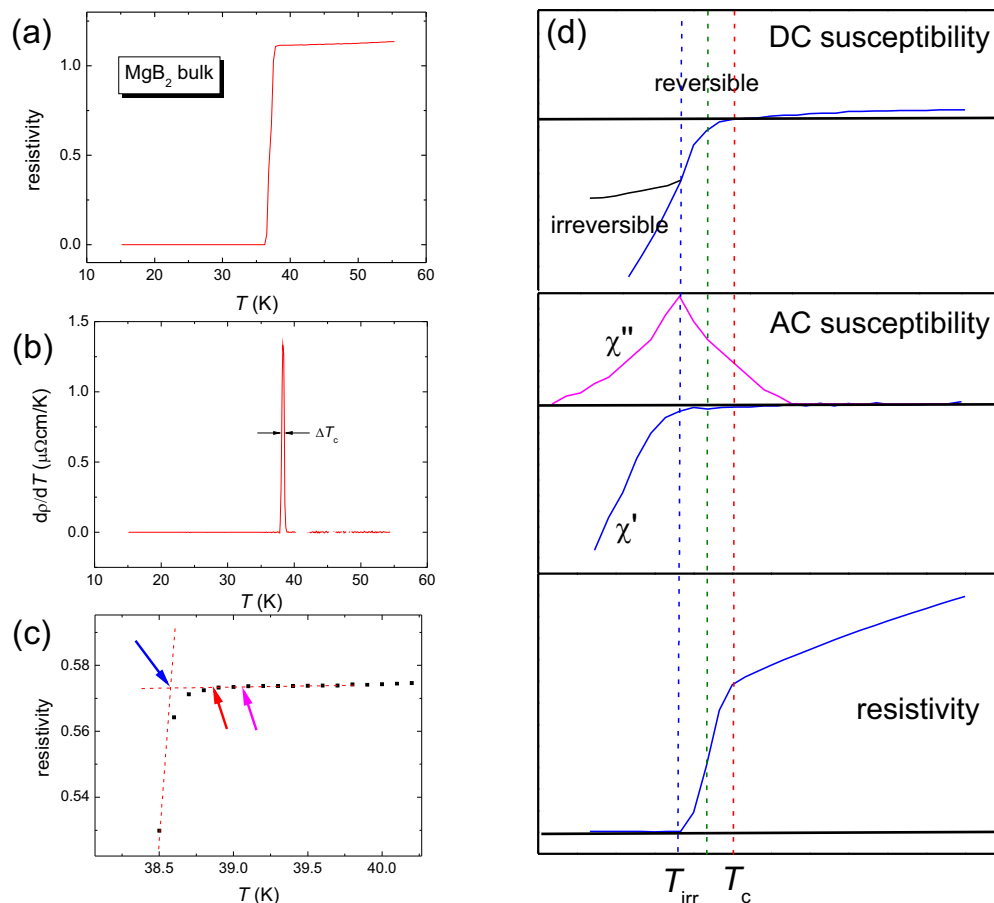 (a)
resistivity
1.0
0.5
0.0
MgB2 bulk
10 20 30 40 50 60
T (K)
(b)
dρ/dT (μΩcm/K)
1.5
1.0
0.5
0.0
ΔTc
10 20 30 40 50 60
T (K)
(c)
resistivity
0.58
0.56
0.54
38.5 39.0 39.5 40.0
T (K)
(d)
DC susceptibility
reversible
irreversible
AC susceptibility
χ"
χ'
resistivity
Tirr Tc